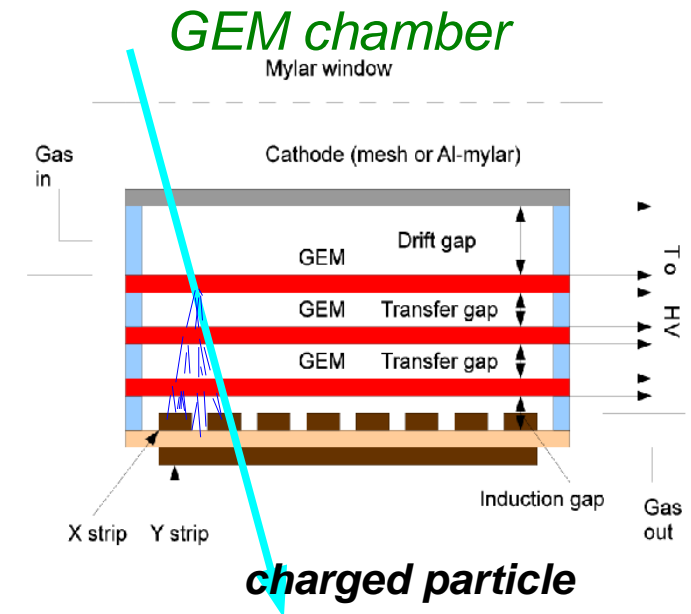 GEM chamber
Mylar window
Gas
in
Cathode (mesh or Al-mylar)
Drift gap
GEM
GEM
Transfer gap
GEM
Transfer gap
To HV
Induction gap
Gas
out
X strip
Y strip
charged particle